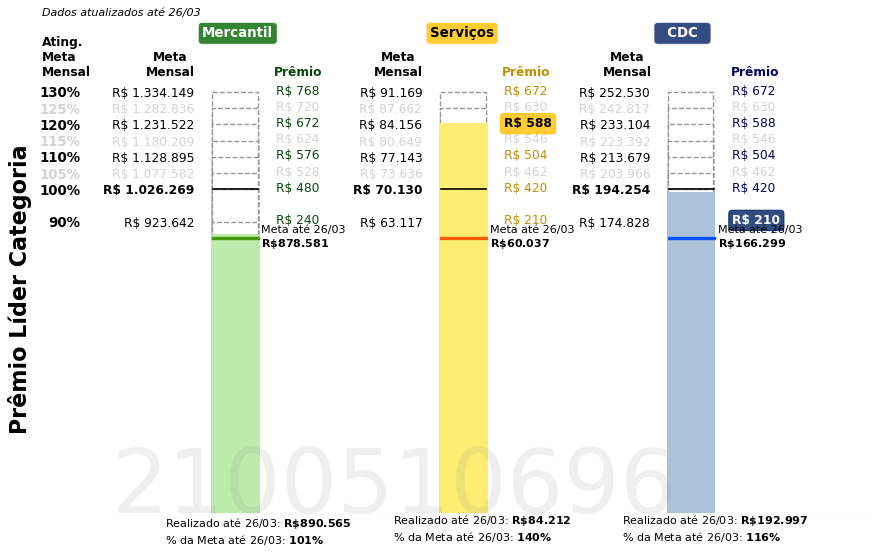 Dados atualizados até 26/03
Mercantil Serviços CDC
Ating. Meta Mensal
Meta Mensal Prêmio Meta Mensal Prêmio Meta Mensal Prêmio
130% R$ 1.334.149 R$ 768 R$ 91.169 R$ 672 R$ 252.530 R$ 672
125% R$ 1.282.836 R$ 720 R$ 87.662 R$ 630 R$ 242.817 R$ 630
120% R$ 1.231.522 R$ 672 R$ 84.156 R$ 588 R$ 233.104 R$ 588
115% R$ 1.180.209 R$ 624 R$ 80.649 R$ 546 R$ 223.392 R$ 546
110% R$ 1.128.895 R$ 576 R$ 77.143 R$ 504 R$ 213.679 R$ 504
105% R$ 1.077.582 R$ 528 R$ 73.636 R$ 462 R$ 203.966 R$ 462
100% R$ 1.026.269 R$ 480 R$ 70.130 R$ 420 R$ 194.254 R$ 420
90% R$ 923.642 R$ 240 R$ 63.117 R$ 210 R$ 174.828 R$ 210
Meta até 26/03 Meta até 26/03 Meta até 26/03
R$878.581 R$60.037 R$166.299
Prêmio Líder Categoria
2100510696
Realizado até 26/03: R$890.565 Realizado até 26/03: R$84.212 Realizado até 26/03: R$192.997
% da Meta até 26/03: 101% % da Meta até 26/03: 140% % da Meta até 26/03: 116%